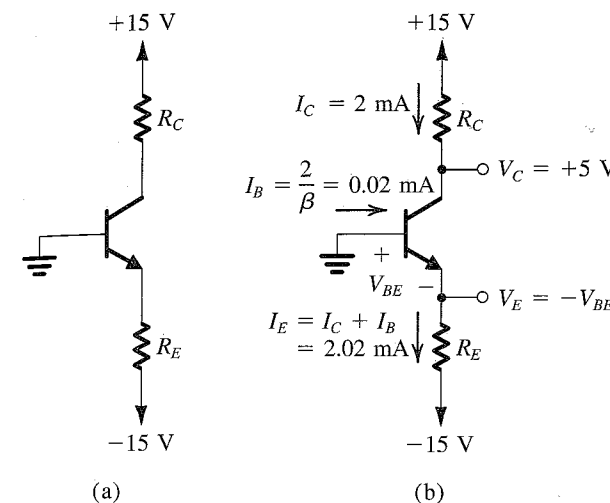 +15 V
R_C
R_E
−15 V
(a)
+15 V
I_C = 2 mA
R_C
V_C = +5 V
I_B = 2/β = 0.02 mA
+
V_BE −
V_E = −V_BE
I_E = I_C + I_B
= 2.02 mA
R_E
−15 V
(b)